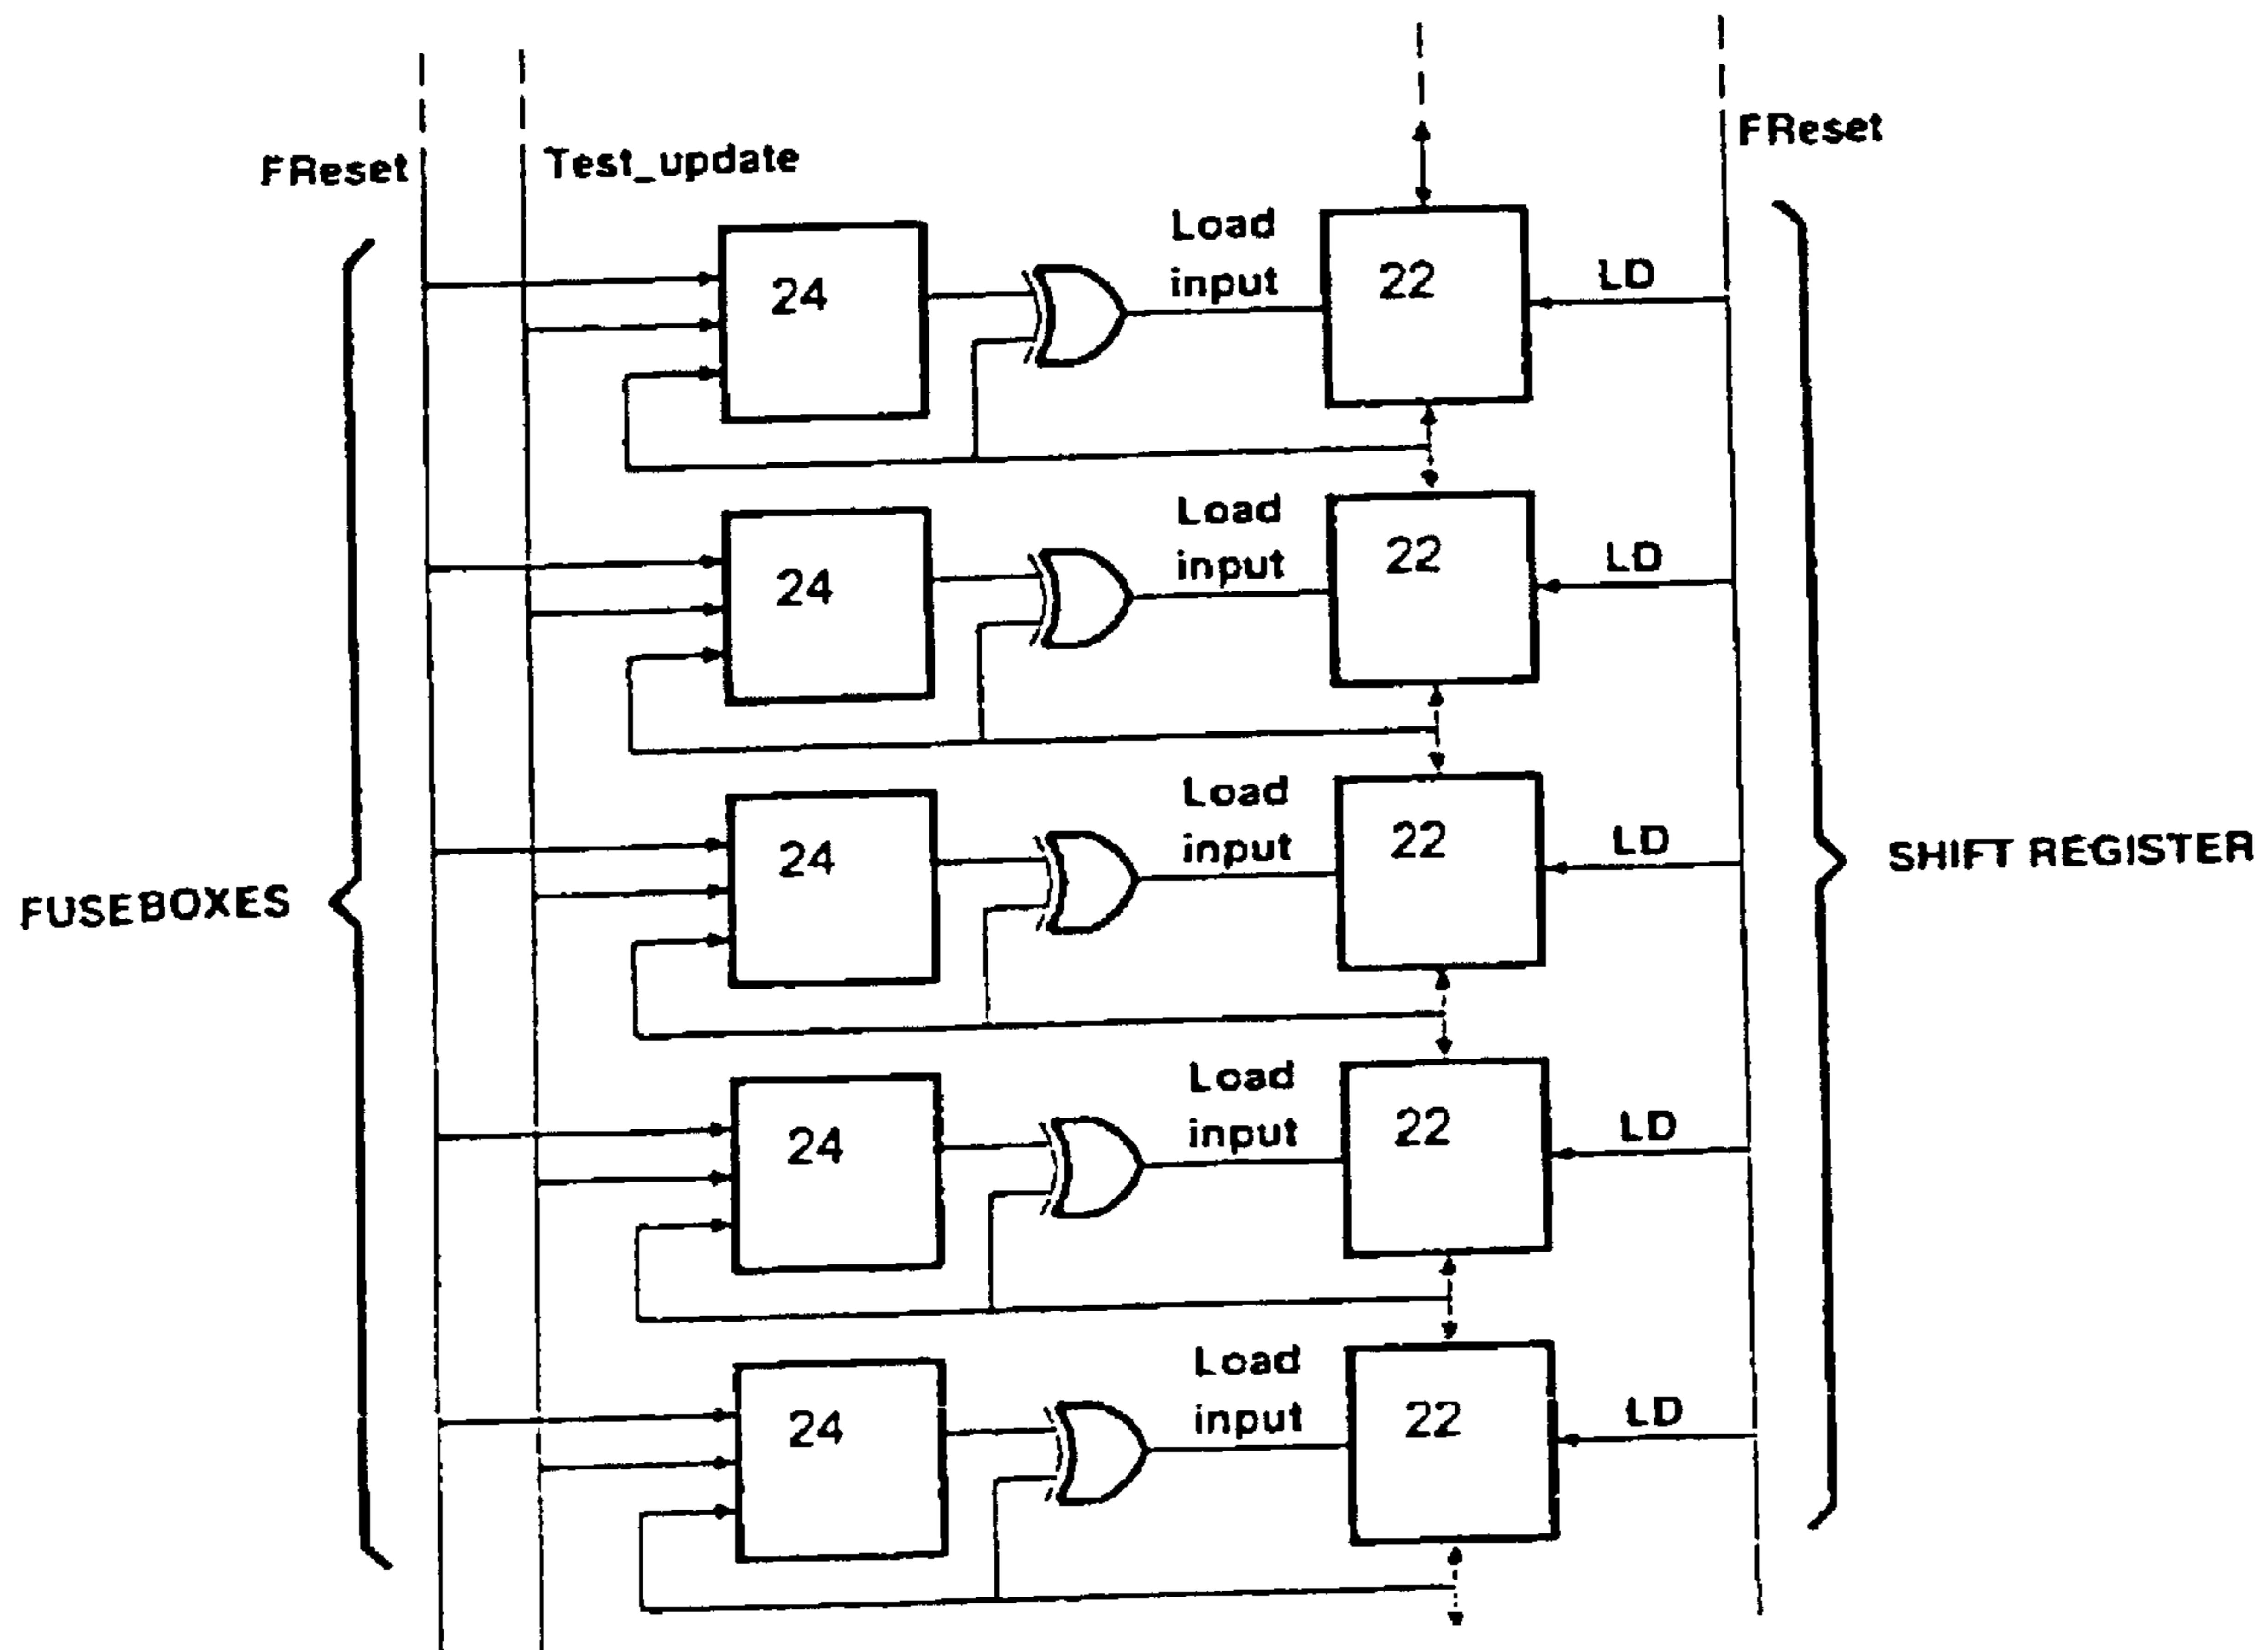 FReset
Test_update
FReset
Load
input
24
22
LD
Load
input
24
22
LD
Load
input
24
22
LD
FUSEBOXES
SHIFT REGISTER
Load
input
24
22
LD
Load
input
24
22
LD